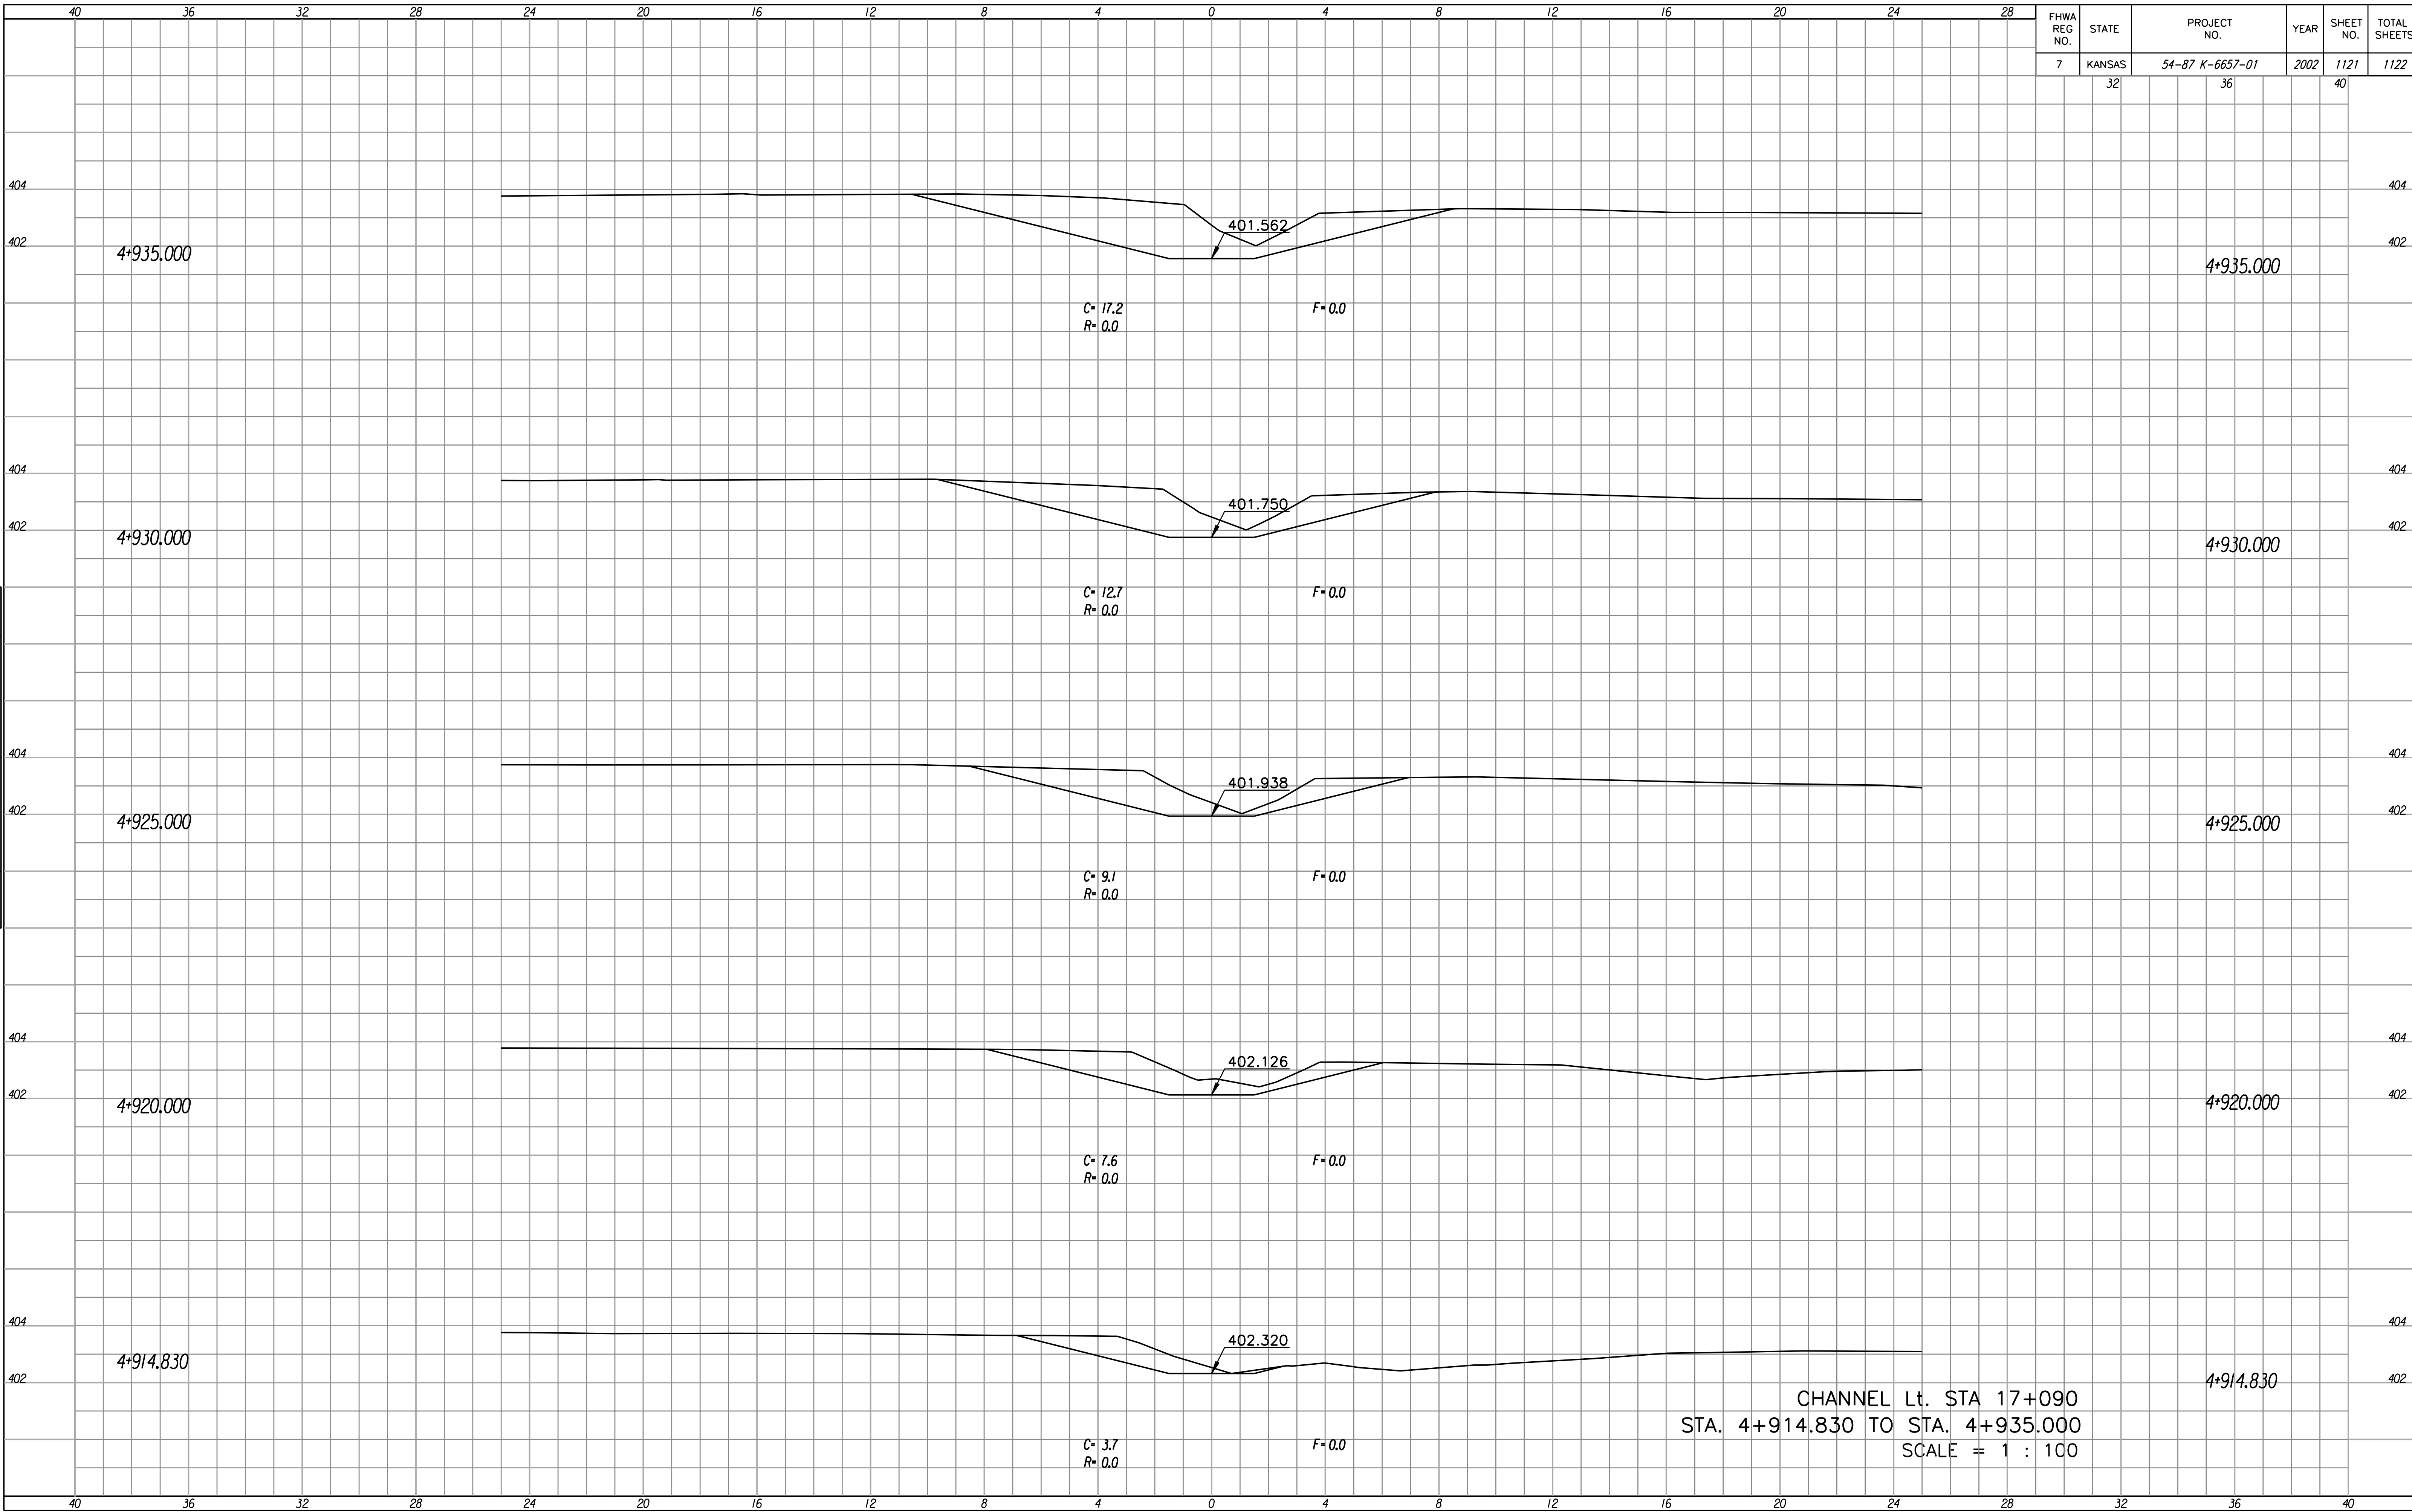 40 36 32 28 24 20 16 12 8 4 0 4 8 12 16 20 24 28
FHWA REG NO. STATE PROJECT NO. YEAR SHEET NO. TOTAL SHEETS
7 KANSAS 54-87 K-6657-01 2002 1121 1122
32 36 40
404 404
401.562
402 402
4+935.000 4+935.000
C= 17.2 F= 0.0
R= 0.0
404 404
401.750
402 402
4+930.000 4+930.000
C= 12.7 F= 0.0
R= 0.0
404 404
401.938
402 402
4+925.000 4+925.000
C= 9.1 F= 0.0
R= 0.0
404 404
402.126
402 402
4+920.000 4+920.000
C= 7.6 F= 0.0
R= 0.0
404 404
402.320
4+914.830
402 402
4+914.830
CHANNEL Lt. STA 17+090
STA. 4+914.830 TO STA. 4+935.000
C= 3.7 F= 0.0
SCALE = 1 : 100
R= 0.0
40 36 32 28 24 20 16 12 8 4 0 4 8 12 16 20 24 28 32 36 40